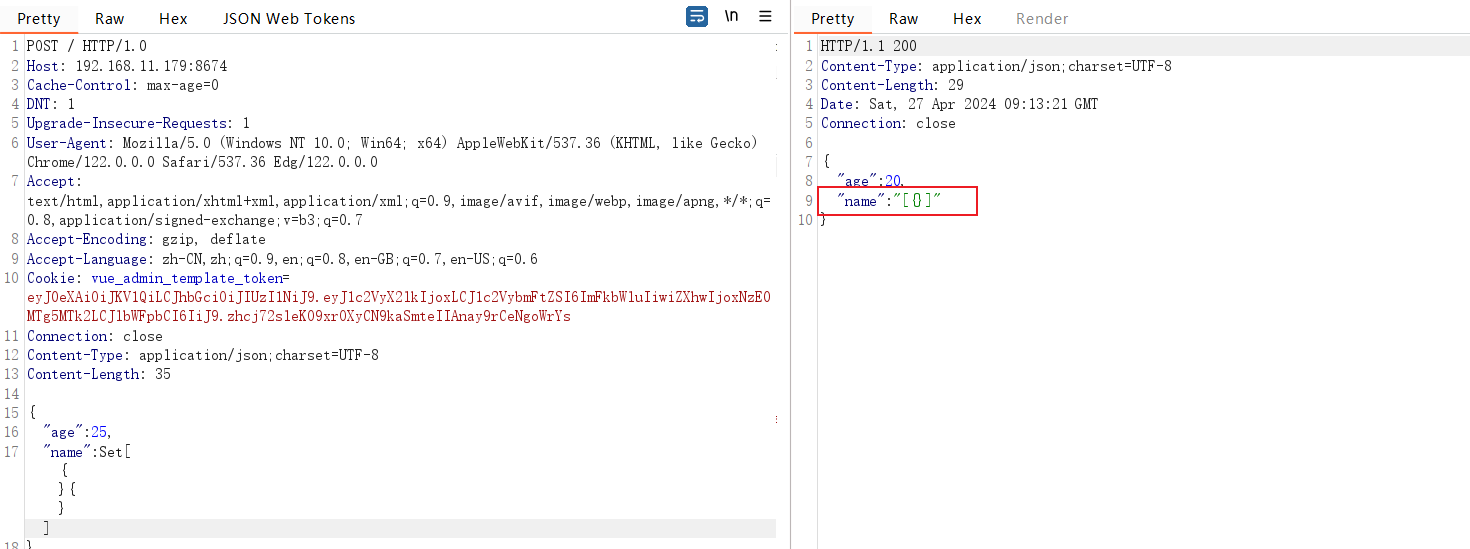 Pretty Raw Hex JSON Web Tokens \n
1 POST / HTTP/1.0
2 Host: 192.168.11.179:8674
3 Cache-Control: max-age=0
4 DNT: 1
5 Upgrade-Insecure-Requests: 1
6 User-Agent: Mozilla/5.0 (Windows NT 10.0; Win64; x64) AppleWebKit/537.36 (KHTML, like Gecko)
Chrome/122.0.0.0 Safari/537.36 Edg/122.0.0.0
7 Accept:
text/html,application/xhtml+xml,application/xml;q=0.9,image/avif,image/webp,image/apng,*/*;q=
0.8,application/signed-exchange;v=b3;q=0.7
8 Accept-Encoding: gzip, deflate
9 Accept-Language: zh-CN,zh;q=0.9,en;q=0.8,en-GB;q=0.7,en-US;q=0.6
10 Cookie: vue_admin_template_token=
11 Connection: close
12 Content-Type: application/json;charset=UTF-8
13 Content-Length: 35
14
15 {
16 "age":25,
17 "name":Set[
{
}{
}
]
18 }
Pretty Raw Hex Render
1 HTTP/1.1 200
2 Content-Type: application/json;charset=UTF-8
3 Content-Length: 29
4 Date: Sat, 27 Apr 2024 09:13:21 GMT
5 Connection: close
6
7 {
8 "age":20,
9 "name":"[{}]"
10 }